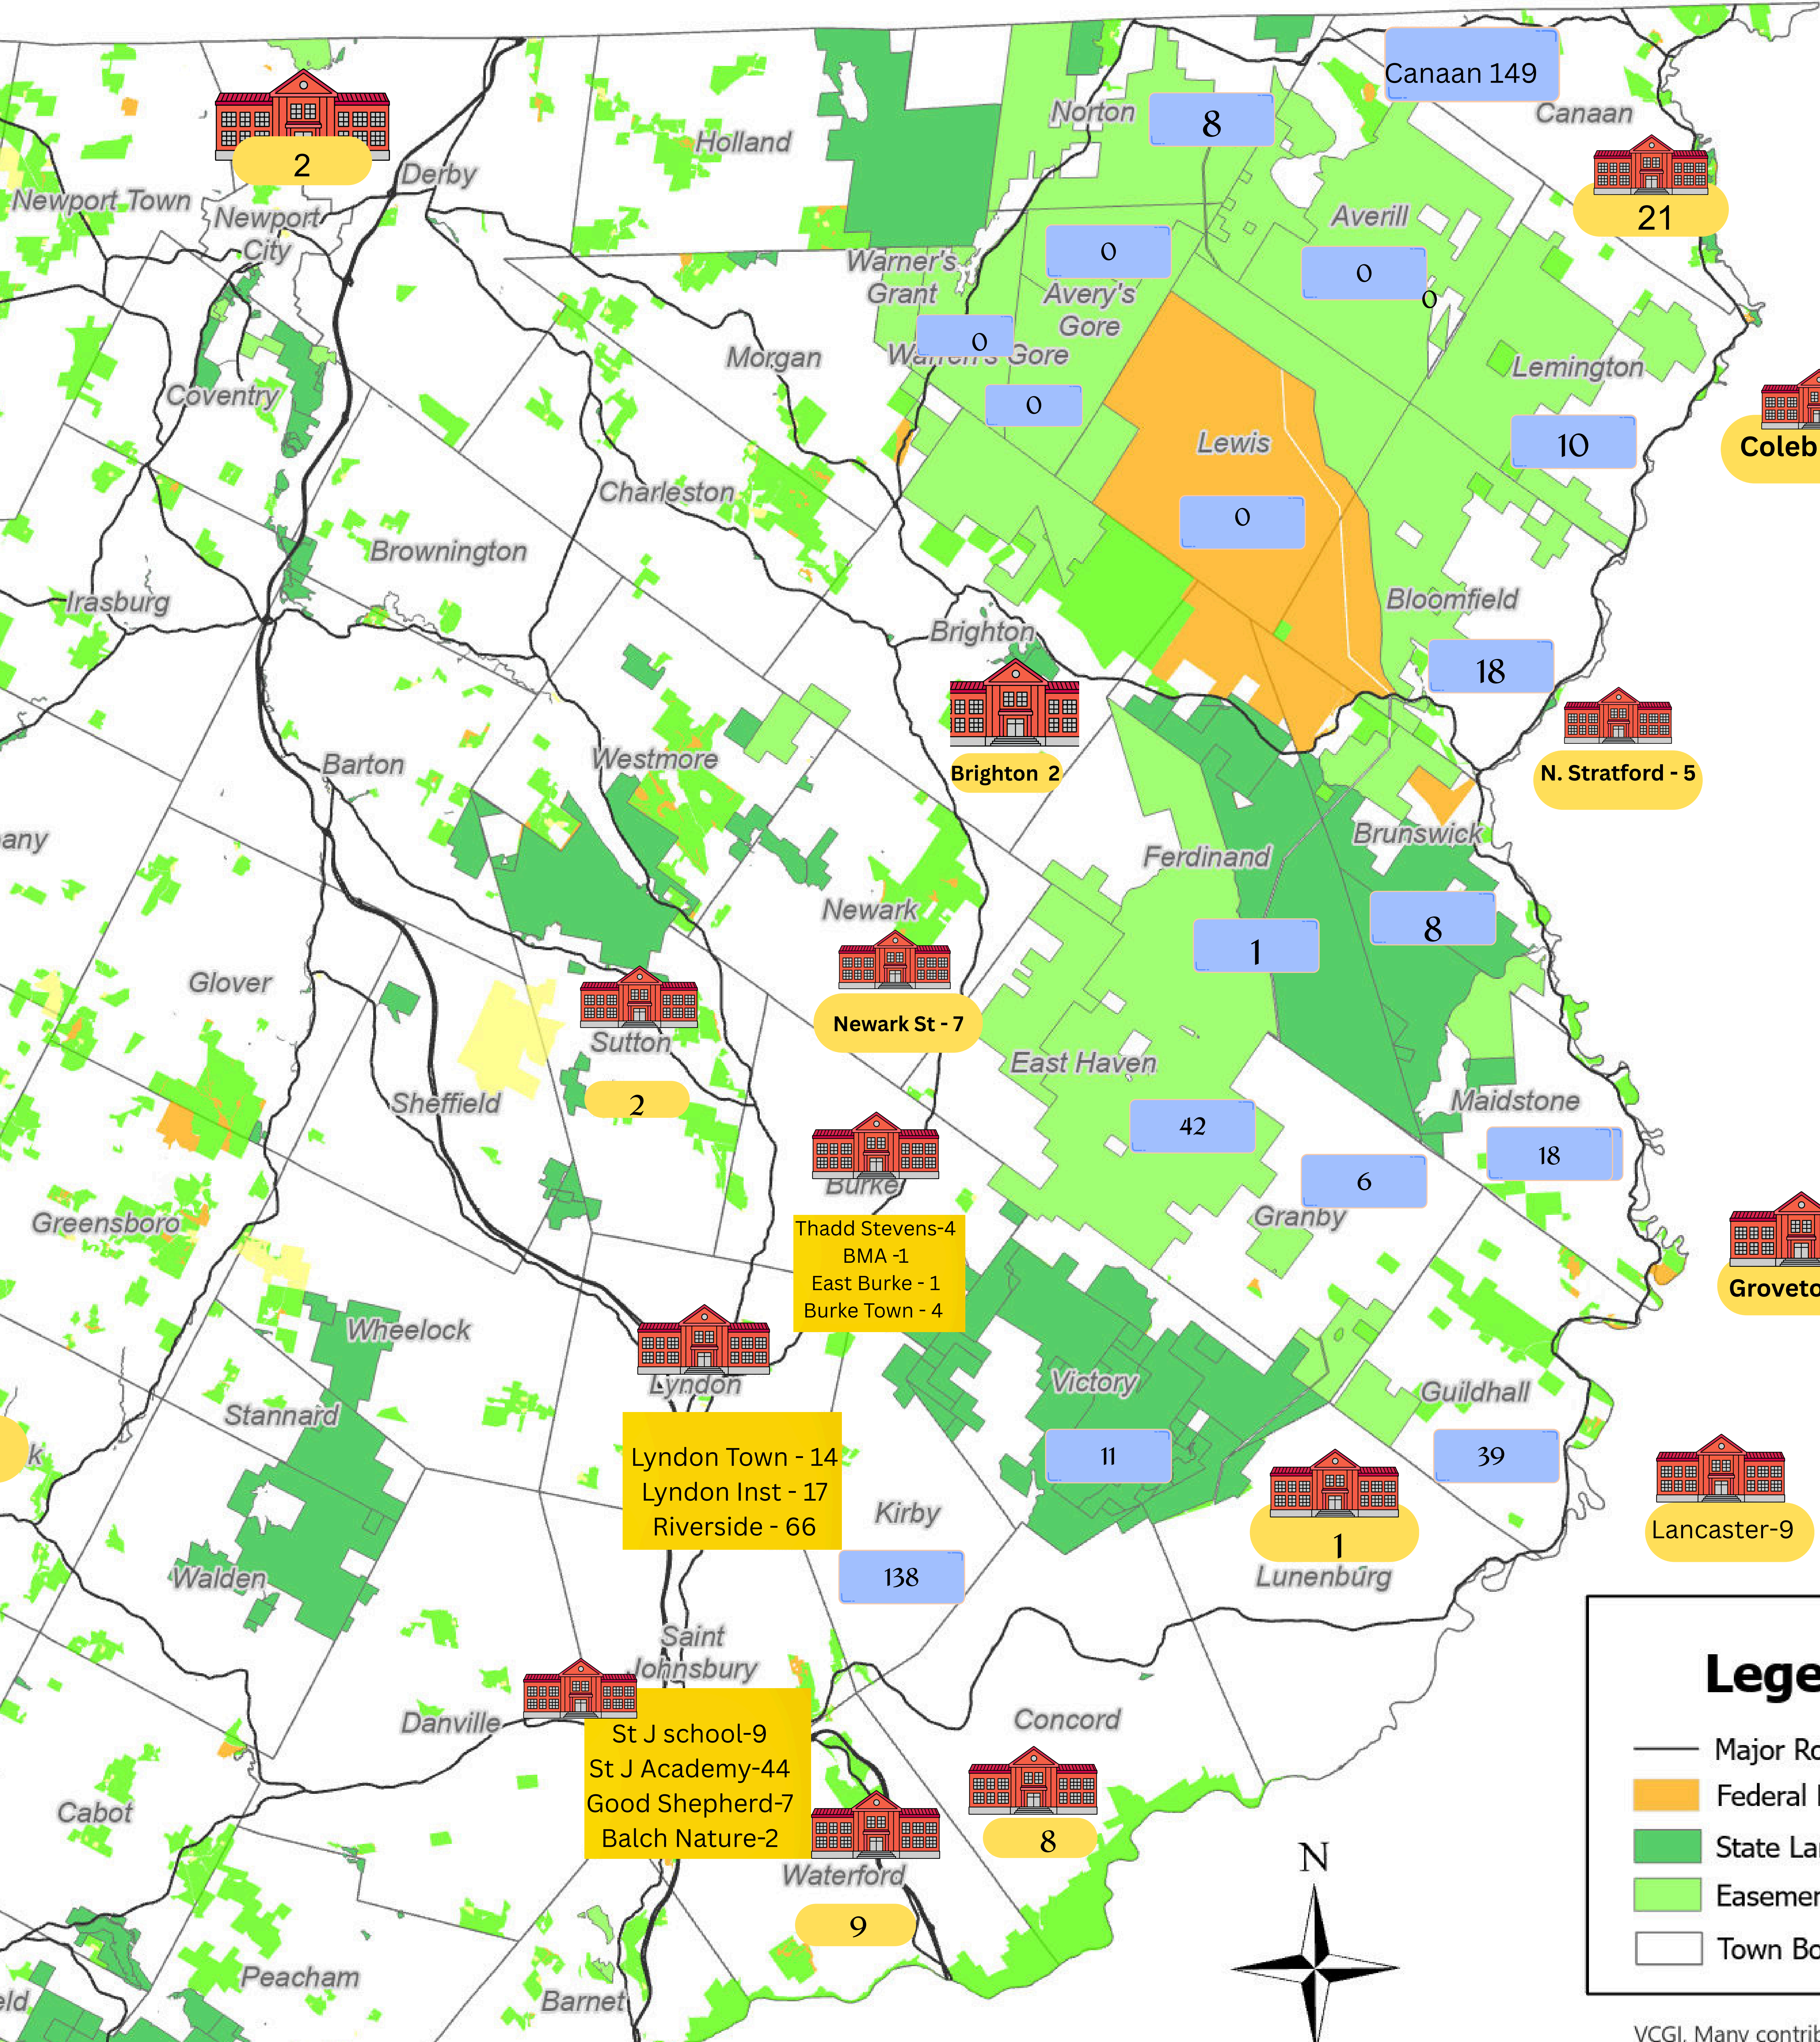 Canaan 149
Norton
8
Canaan
Holland
2
Derby
21
Newport Town
Newport
City
Averill
0
0
0
Warner's
Grant
Avery's
Gore
0
Warren's Gore
Morgan
Lemington
Coventry
0
Lewis
10
Coleb
Charleston
0
Brownington
Irasburg
Bloomfield
Brighton
18
Barton
Westmore
Brighton 2
N. Stratford - 5
any
Brunswick
Ferdinand
Newark
8
1
Glover
Newark St - 7
Sutton
East Haven
Sheffield
2
Maidstone
42
18
6
Burke
Greensboro
Granby
Thadd Stevens-4
BMA -1
East Burke - 1
Burke Town - 4
Groveto
Wheelock
Lyndon
Victory
Guildhall
Stannard
k
Lyndon Town - 14
Lyndon Inst - 17
Riverside - 66
11
39
Kirby
1
Lancaster-9
Walden
138
Lunenburg
Saint
Johnsbury
Danville
Concord
St J school-9
St J Academy-44
Good Shepherd-7
Balch Nature-2
Cabot
8
Waterford
9
Peacham
Barnet
eld
N
Lege
Major Ro
Federal
State La
Easemer
Town Bo
VCGI. Many contrib